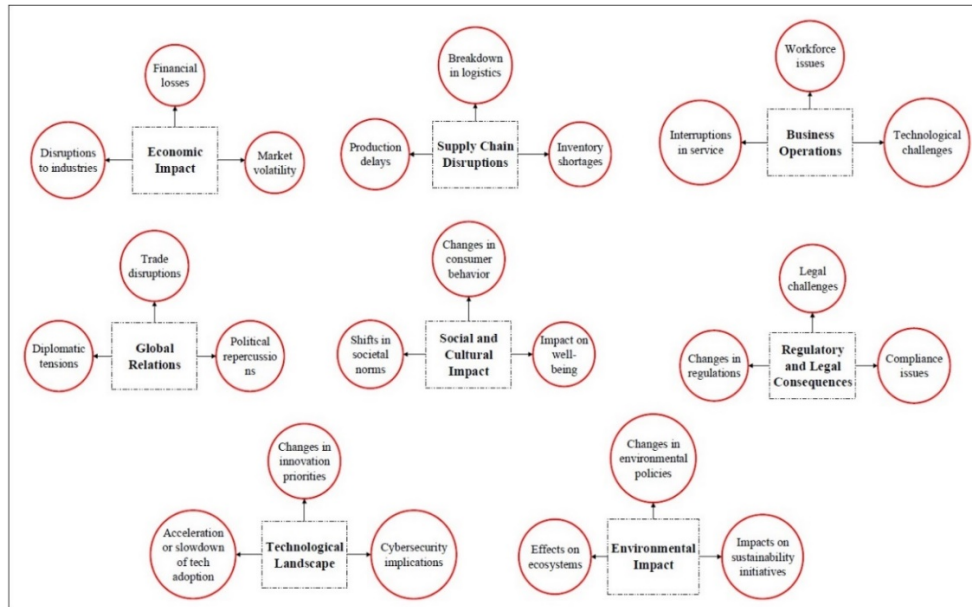 Financial
losses
Disruptions
to industries
Economic
Impact
Market
volatility
Breakdown
in logistics
Production
delays
Supply Chain
Disruptions
Inventory
shortages
Workforce
issues
Interruptions
in service
Business
Operations
Technological
challenges
Trade
disruptions
Diplomatic
tensions
Global
Relations
Political
repercussio
ns
Changes in
consumer
behavior
Shifts in
societal
norms
Social and
Cultural
Impact
Impact on
well-
being
Legal
challenges
Changes in
regulations
Regulatory
and Legal
Consequences
Compliance
issues
Changes in
innovation
priorities
Acceleration
or slowdown
of tech
adoption
Technological
Landscape
Cybersecurity
implications
Changes in
environmental
policies
Effects on
ecosystems
Environmental
Impact
Impacts on
sustainability
initiatives